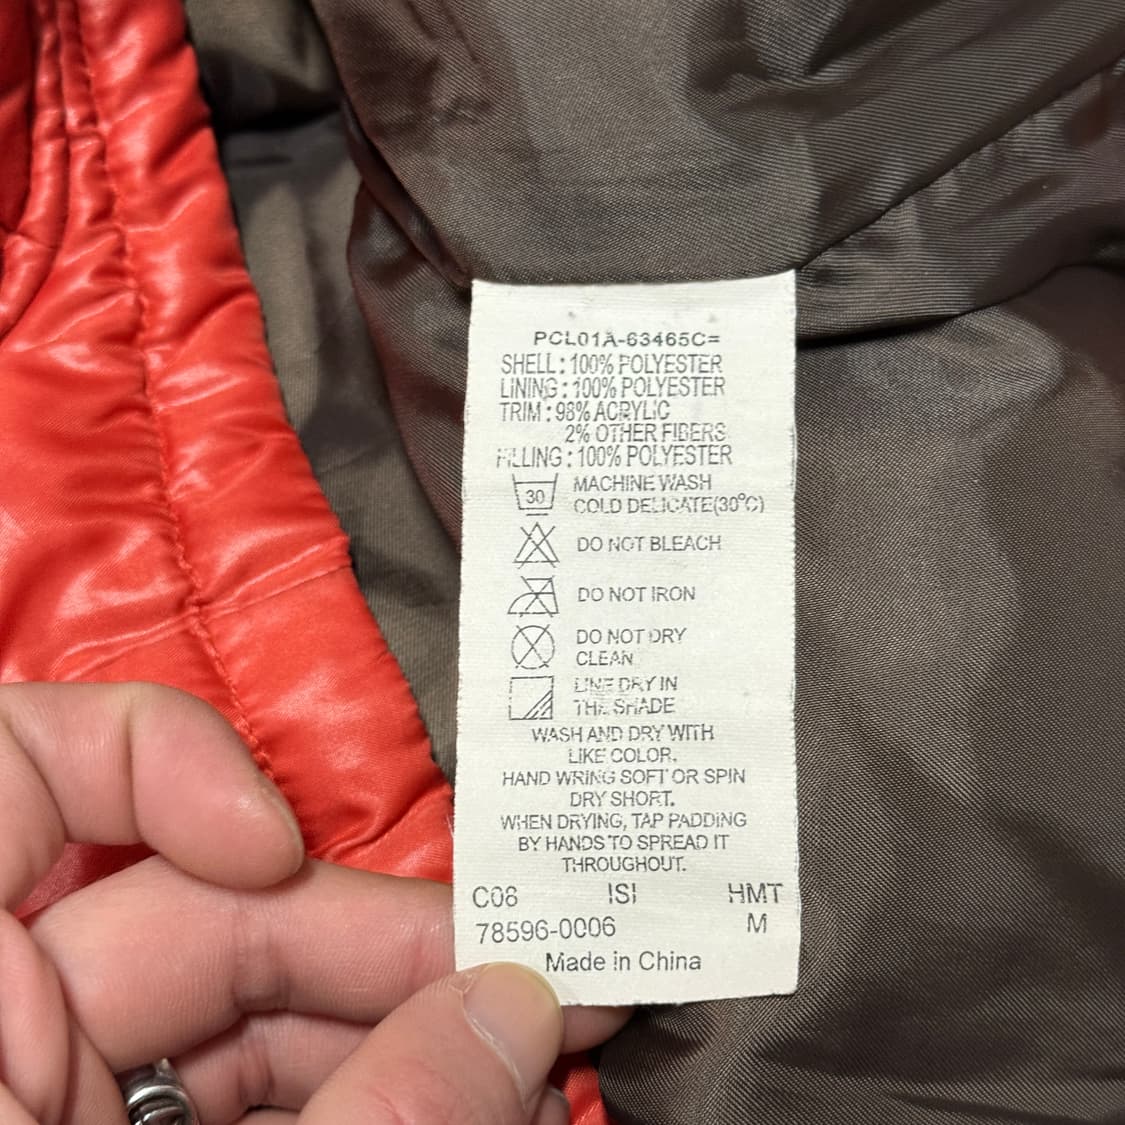 PCL01A-63465C=
SHELL : 100% POLYESTER
LINING : 100% POLYESTER
TRIM : 98% ACRYLIC
2% OTHER FIBERS
FILLING : 100% POLYESTER
30 MACHINE WASH
COLD DELICATE(30°C)
DO NOT BLEACH
DO NOT IRON
DO NOT DRY
CLEAN
LINE DRY IN
THE SHADE
WASH AND DRY WITH
LIKE COLOR.
HAND WRING SOFT OR SPIN
DRY SHORT.
WHEN DRYING, TAP PADDING
BY HANDS TO SPREAD IT
THROUGHOUT.
C08 ISI HMT
78596-0006 M
Made in China